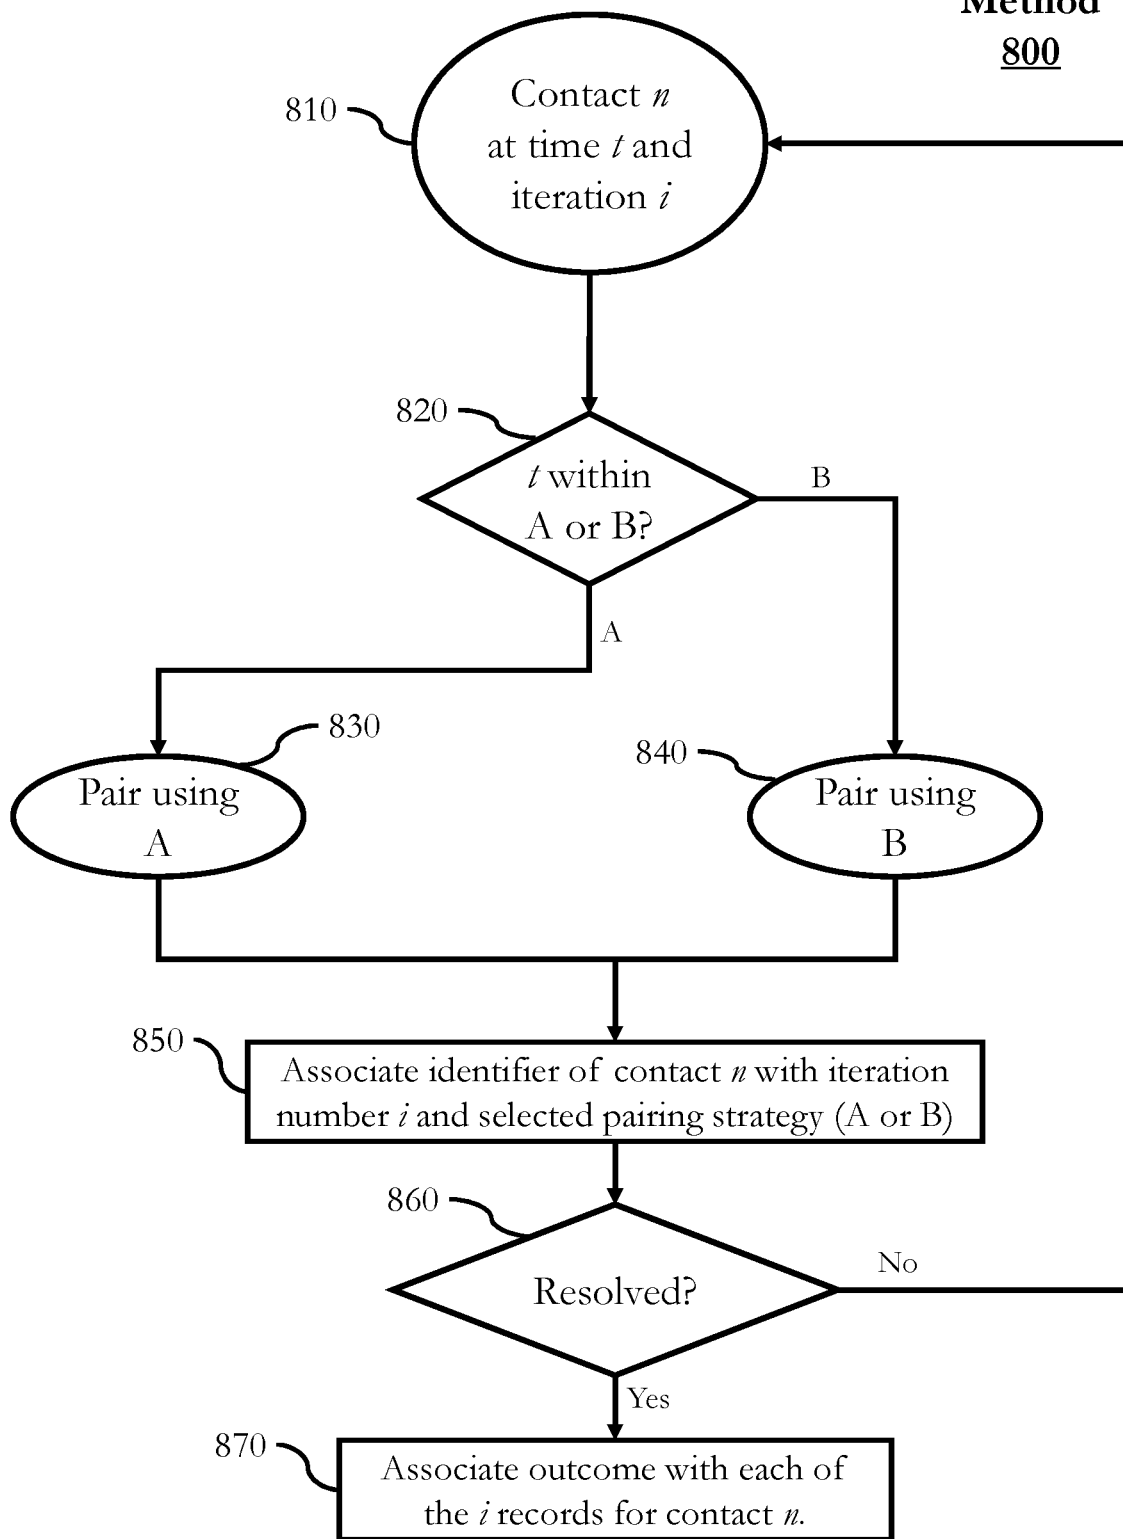 Method
800
810
Contact n
at time t and
iteration i
820
t within
A or B?
B
A
830
Pair using
A
840
Pair using
B
850
Associate identifier of contact n with iteration
number i and selected pairing strategy (A or B)
860
Resolved?
No
Yes
870
Associate outcome with each of
the i records for contact n.